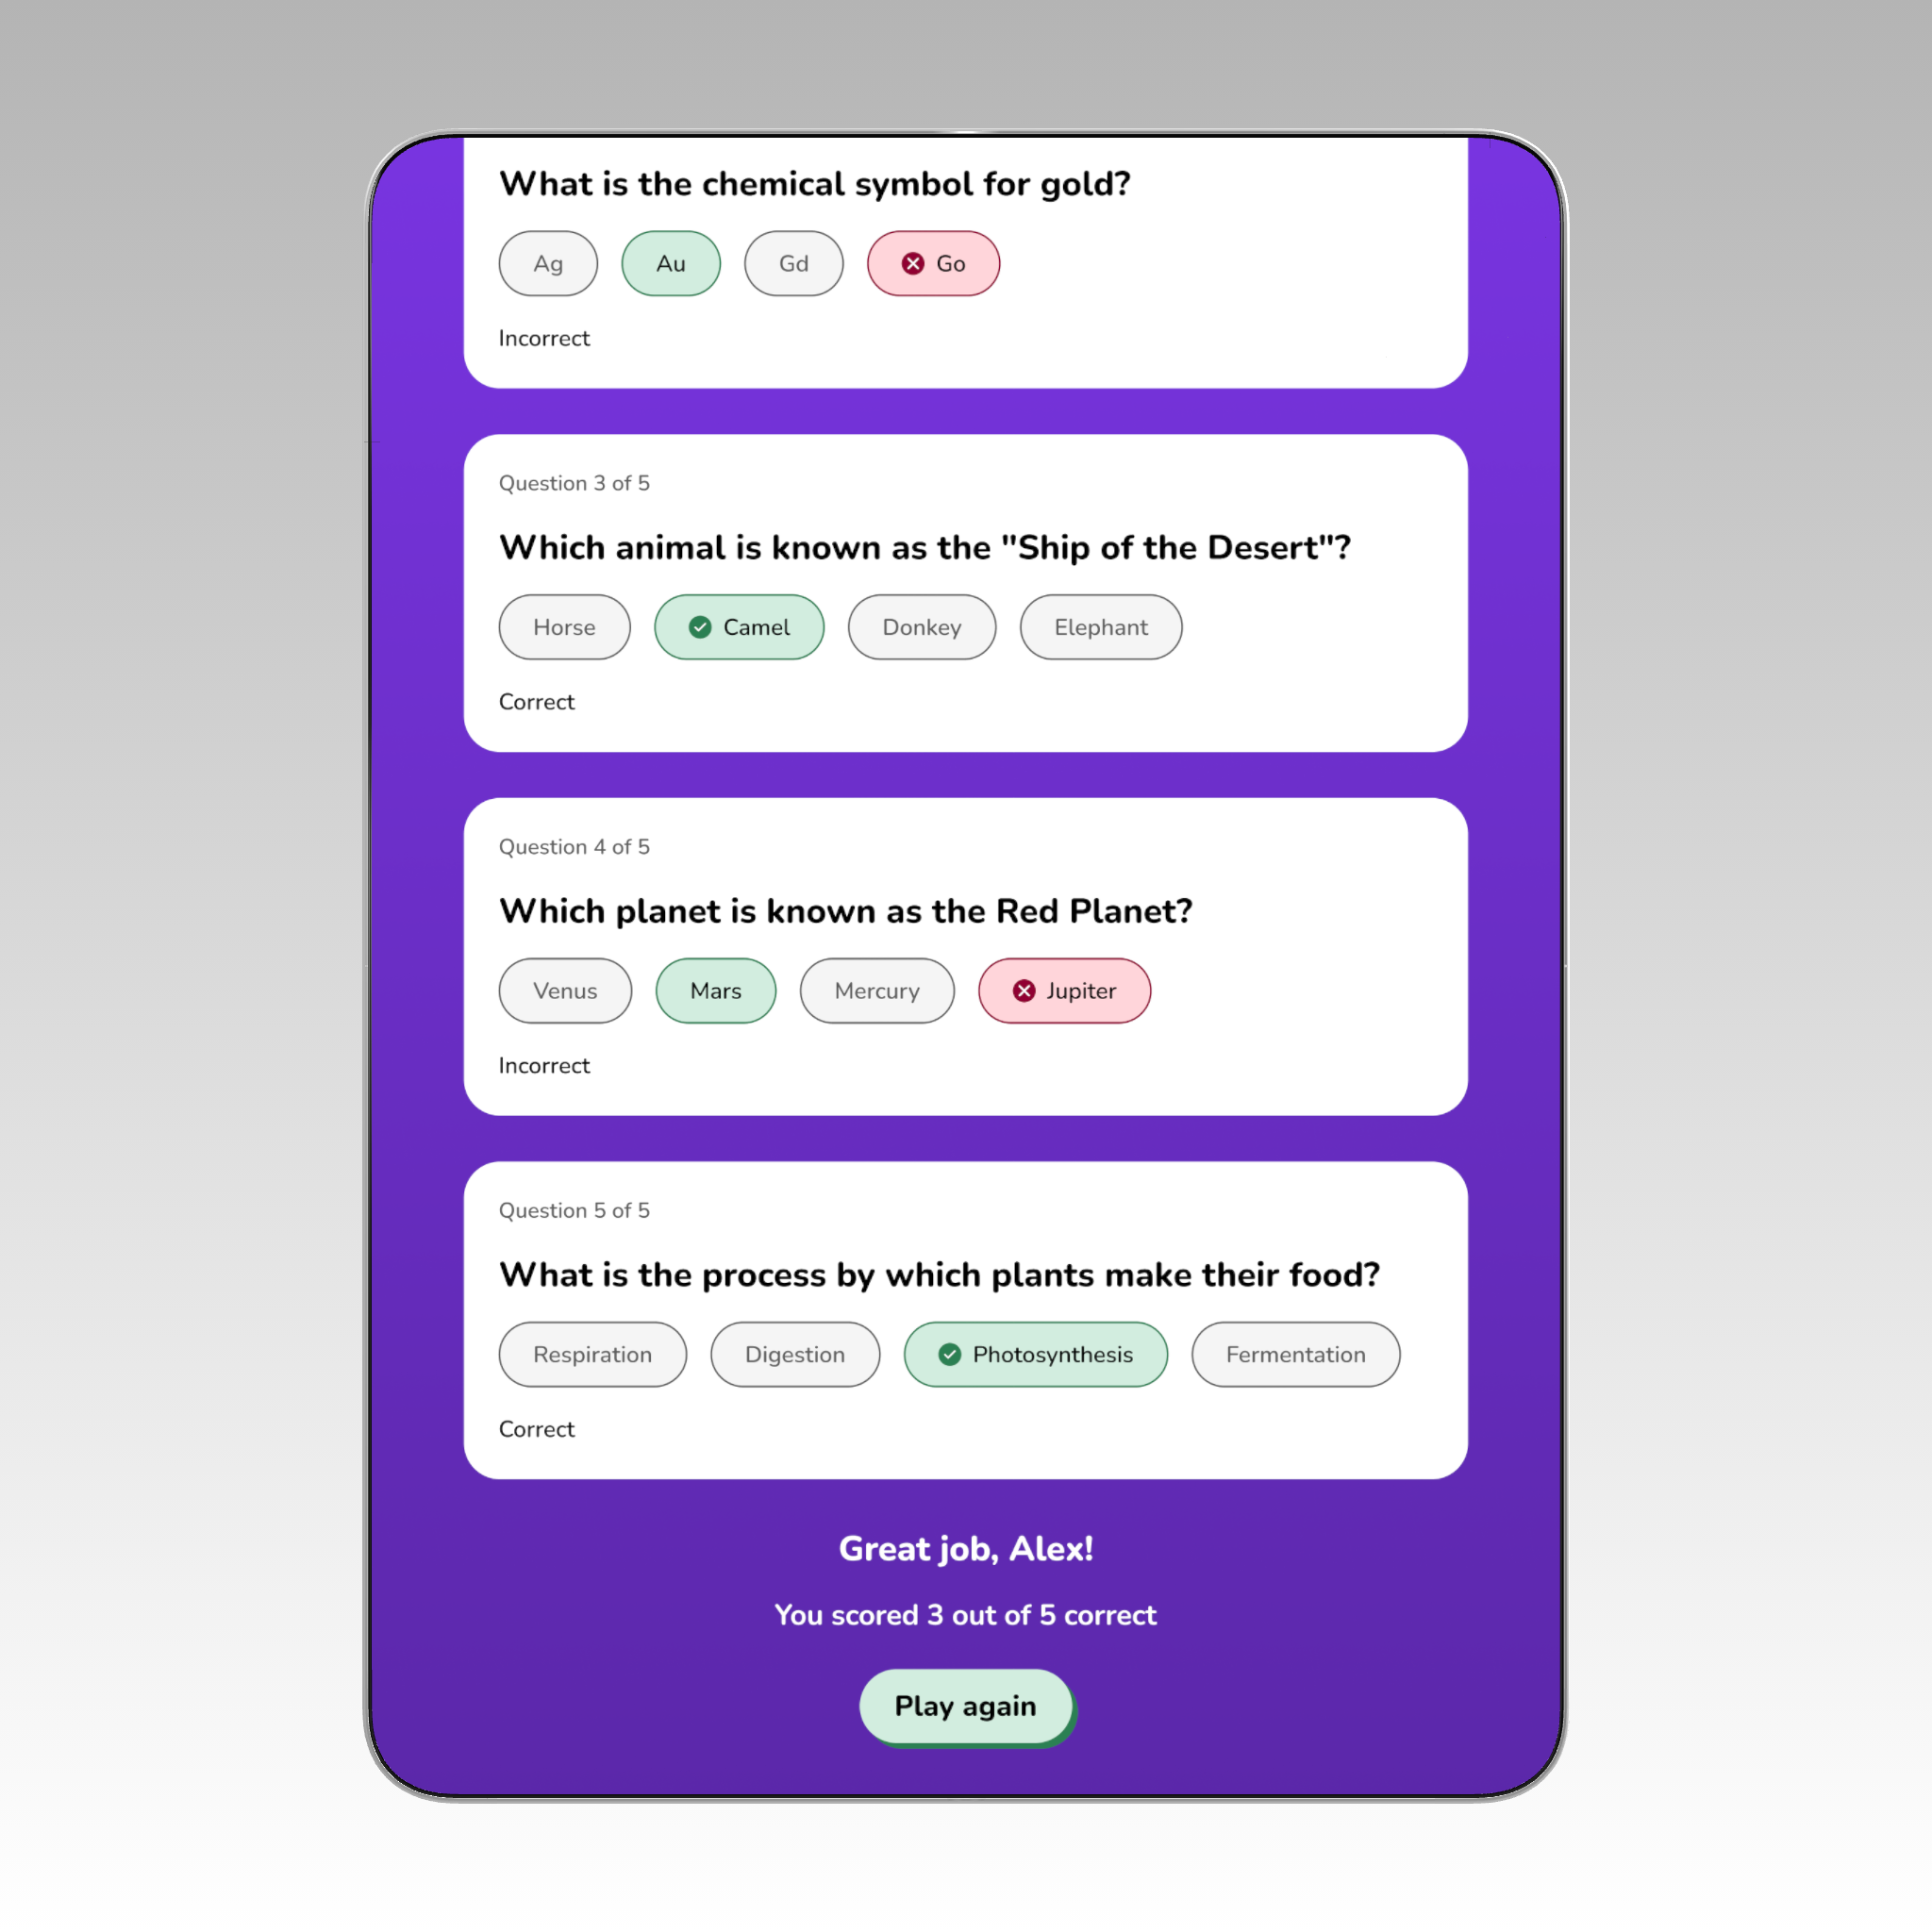 What is the chemical symbol for gold?
Ag Au Gd Go
Incorrect
Question 3 of 5
Which animal is known as the "Ship of the Desert"?
Horse Camel Donkey Elephant
Correct
Question 4 of 5
Which planet is known as the Red Planet?
Venus Mars Mercury Jupiter
Incorrect
Question 5 of 5
What is the process by which plants make their food?
Respiration Digestion Photosynthesis Fermentation
Correct
Great job, Alex!
You scored 3 out of 5 correct
Play again